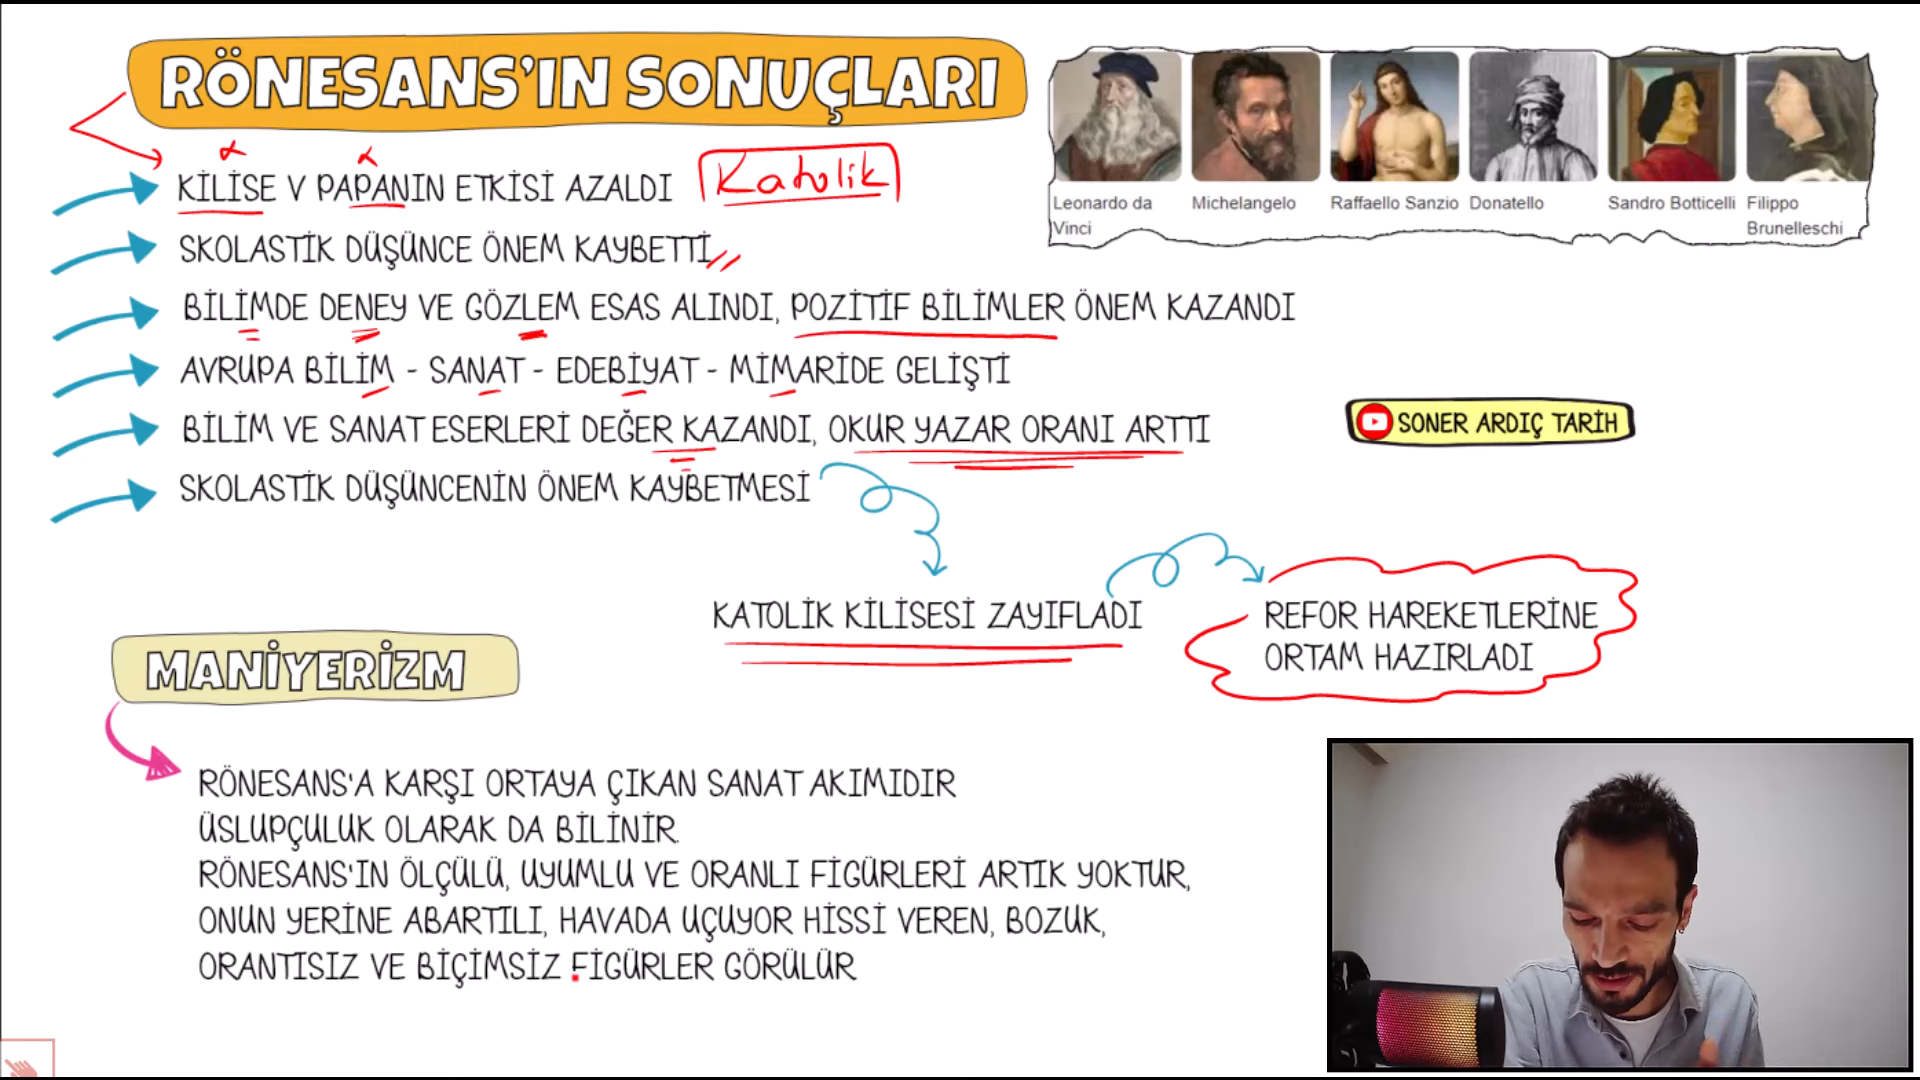 RÖNESANS'IN SONUÇLARI
KİLİSE V PAPANIN ETKİSİ AZALDI
Katolik
SKOLASTİK DÜŞÜNCE ÖNEM KAYBETTİ
BİLİMDE DENEY VE GÖZLEM ESAS ALINDI, POZİTİF BİLİMLER ÖNEM KAZANDI
AVRUPA BİLİM - SANAT - EDEBİYAT - MİMARİDE GELİŞTİ
BİLİM VE SANAT ESERLERİ DEĞER KAZANDI, OKUR YAZAR ORANI ARTTI
SKOLASTİK DÜŞÜNCENİN ÖNEM KAYBETMESİ
Leonardo da
Vinci
Michelangelo
Raffaello Sanzio
Donatello
Sandro Botticelli
Filippo
Brunelleschi
SONER ARDIÇ TARİH
KATOLİK KİLİSESİ ZAYIFLADI
REFOR HAREKETLERİNE
ORTAM HAZIRLADI
MANİYERİZM
RÖNESANS'A KARŞI ORTAYA ÇIKAN SANAT AKIMIDIR
ÜSLUPÇULUK OLARAK DA BİLİNİR.
RÖNESANS'IN ÖLÇÜLÜ, UYUMLU VE ORANLI FİGÜRLERİ ARTIK YOKTUR,
ONUN YERİNE ABARTILI, HAVADA UÇUYOR HİSSİ VEREN, BOZUK,
ORANTISIZ VE BİÇİMSİZ FİGÜRLER GÖRÜLÜR